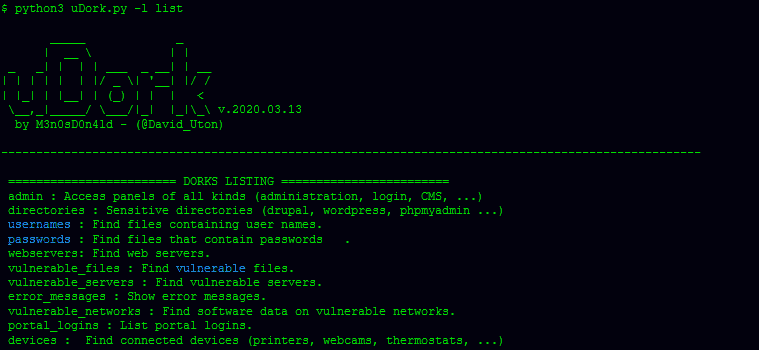 $ python3 uDork.py -l list
uDork v.2020.03.13
by M3n0sD0n4ld - (@David_Uton)
======================== DORKS LISTING ========================
admin : Access panels of all kinds (administration, login, CMS, ...)
directories : Sensitive directories (drupal, wordpress, phpmyadmin ...)
usernames : Find files containing user names.
passwords : Find files that contain passwords   .
webservers: Find web servers.
vulnerable_files : Find vulnerable files.
vulnerable_servers : Find vulnerable servers.
error_messages : Show error messages.
vulnerable_networks : Find software data on vulnerable networks.
portal_logins : List portal logins.
devices :  Find connected devices (printers, webcams, thermostats, ...)